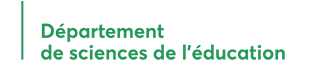 Département
de sciences de l'éducation